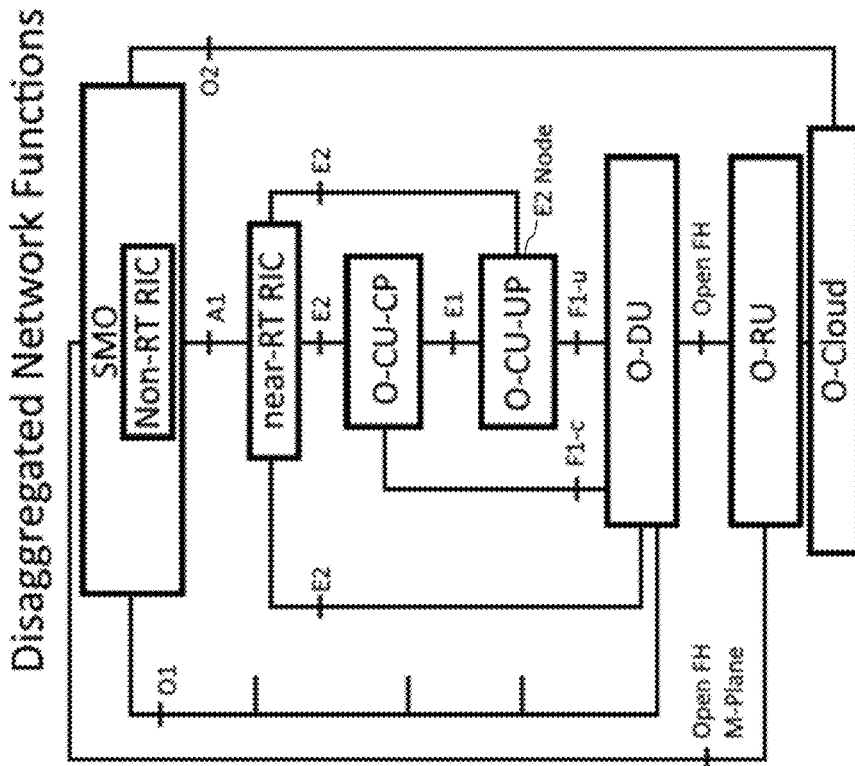 Disaggregated Network Functions
SMO
Non-RT RIC
O2
A1
O1
near-RT RIC
E2
E2
E2
O-CU-CP
E1
O-CU-UP
E2 Node
F1-c
F1-u
O-DU
Open FH
Open FH
M-Plane
O-RU
O-Cloud